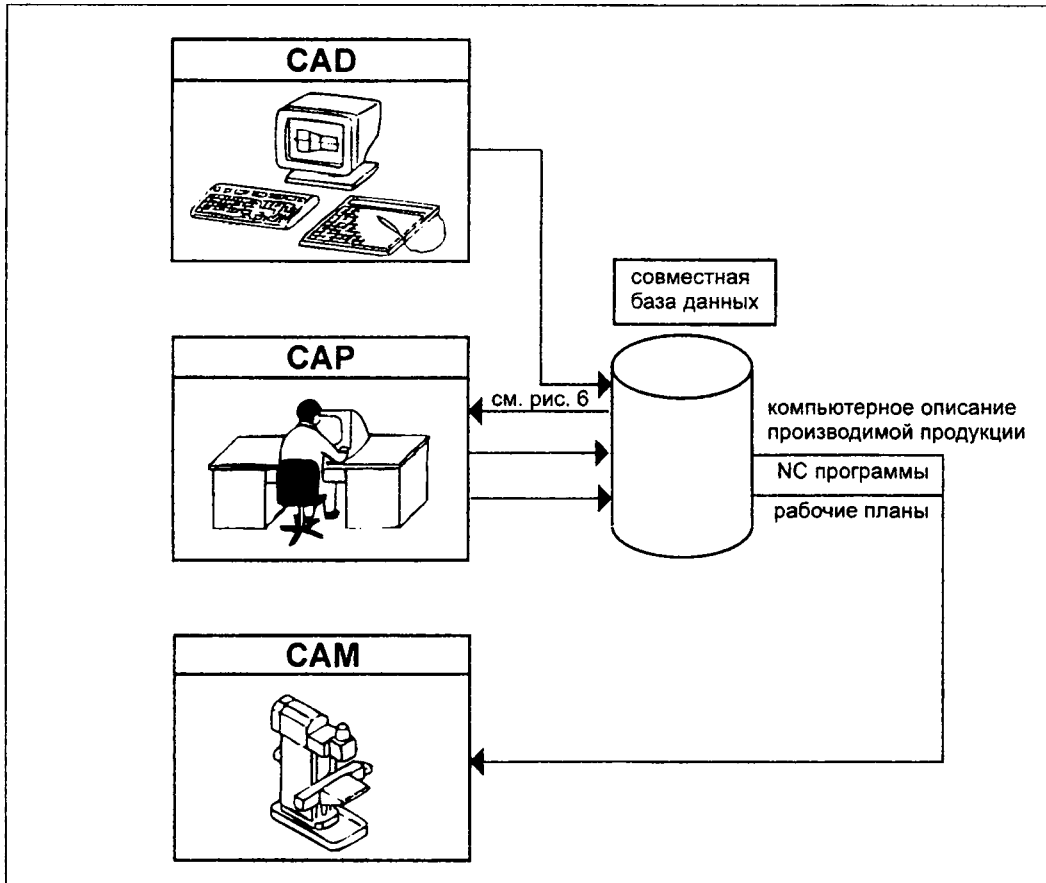 CAD
совместная
база данных
CAP
см. рис. 6
компьютерное описание
производимой продукции
NC программы
рабочие планы
CAM